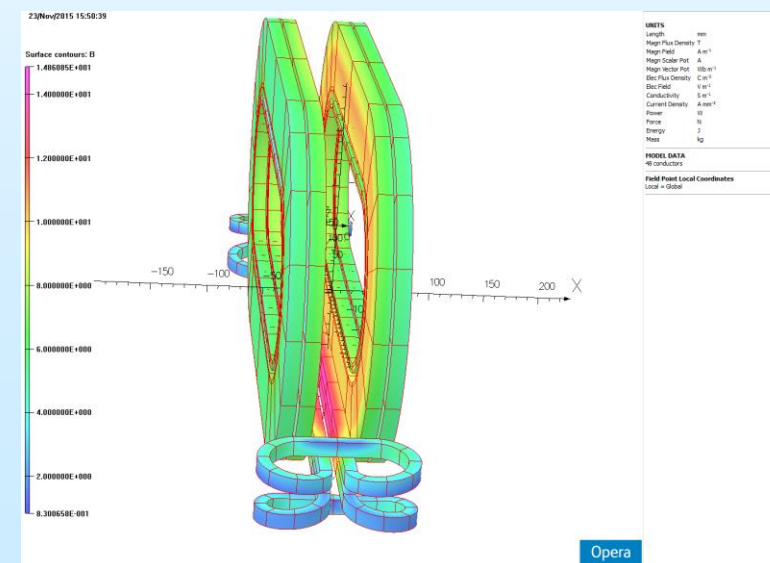 23/Nov/2015 15:50:39
Surface contours: B
1.486085E+001
1.400000E+001
1.200000E+001
1.000000E+001
8.000000E+000
6.000000E+000
4.000000E+000
2.000000E+000
8.300650E-001
-150
-100
-50
100
150
200
X
X
UNITS
Length mm
Magn Flux Density T
Magn Field A m⁻¹
Magn Scalar Pot A
Magn Vector Pot Wb m⁻¹
Elec Flux Density C m⁻²
Elec Field V m⁻¹
Conductivity S m⁻¹
Current Density A mm⁻²
Power W
Force N
Energy J
Mass kg
MODEL DATA
48 conductors
Field Point Local Coordinates
Local = Global
Opera